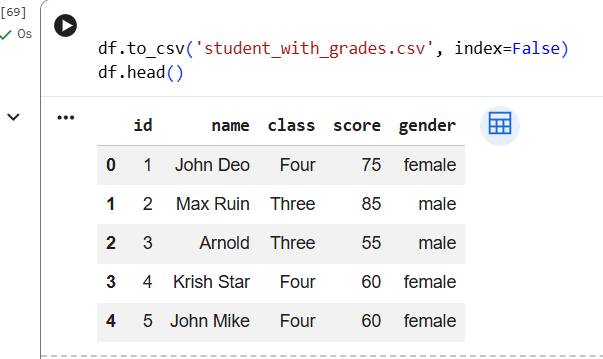 [69]
0s
df.to_csv('student_with_grades.csv', index=False)
df.head()
id name class score gender
0 1 John Deo Four 75 female
1 2 Max Ruin Three 85 male
2 3 Arnold Three 55 male
3 4 Krish Star Four 60 female
4 5 John Mike Four 60 female